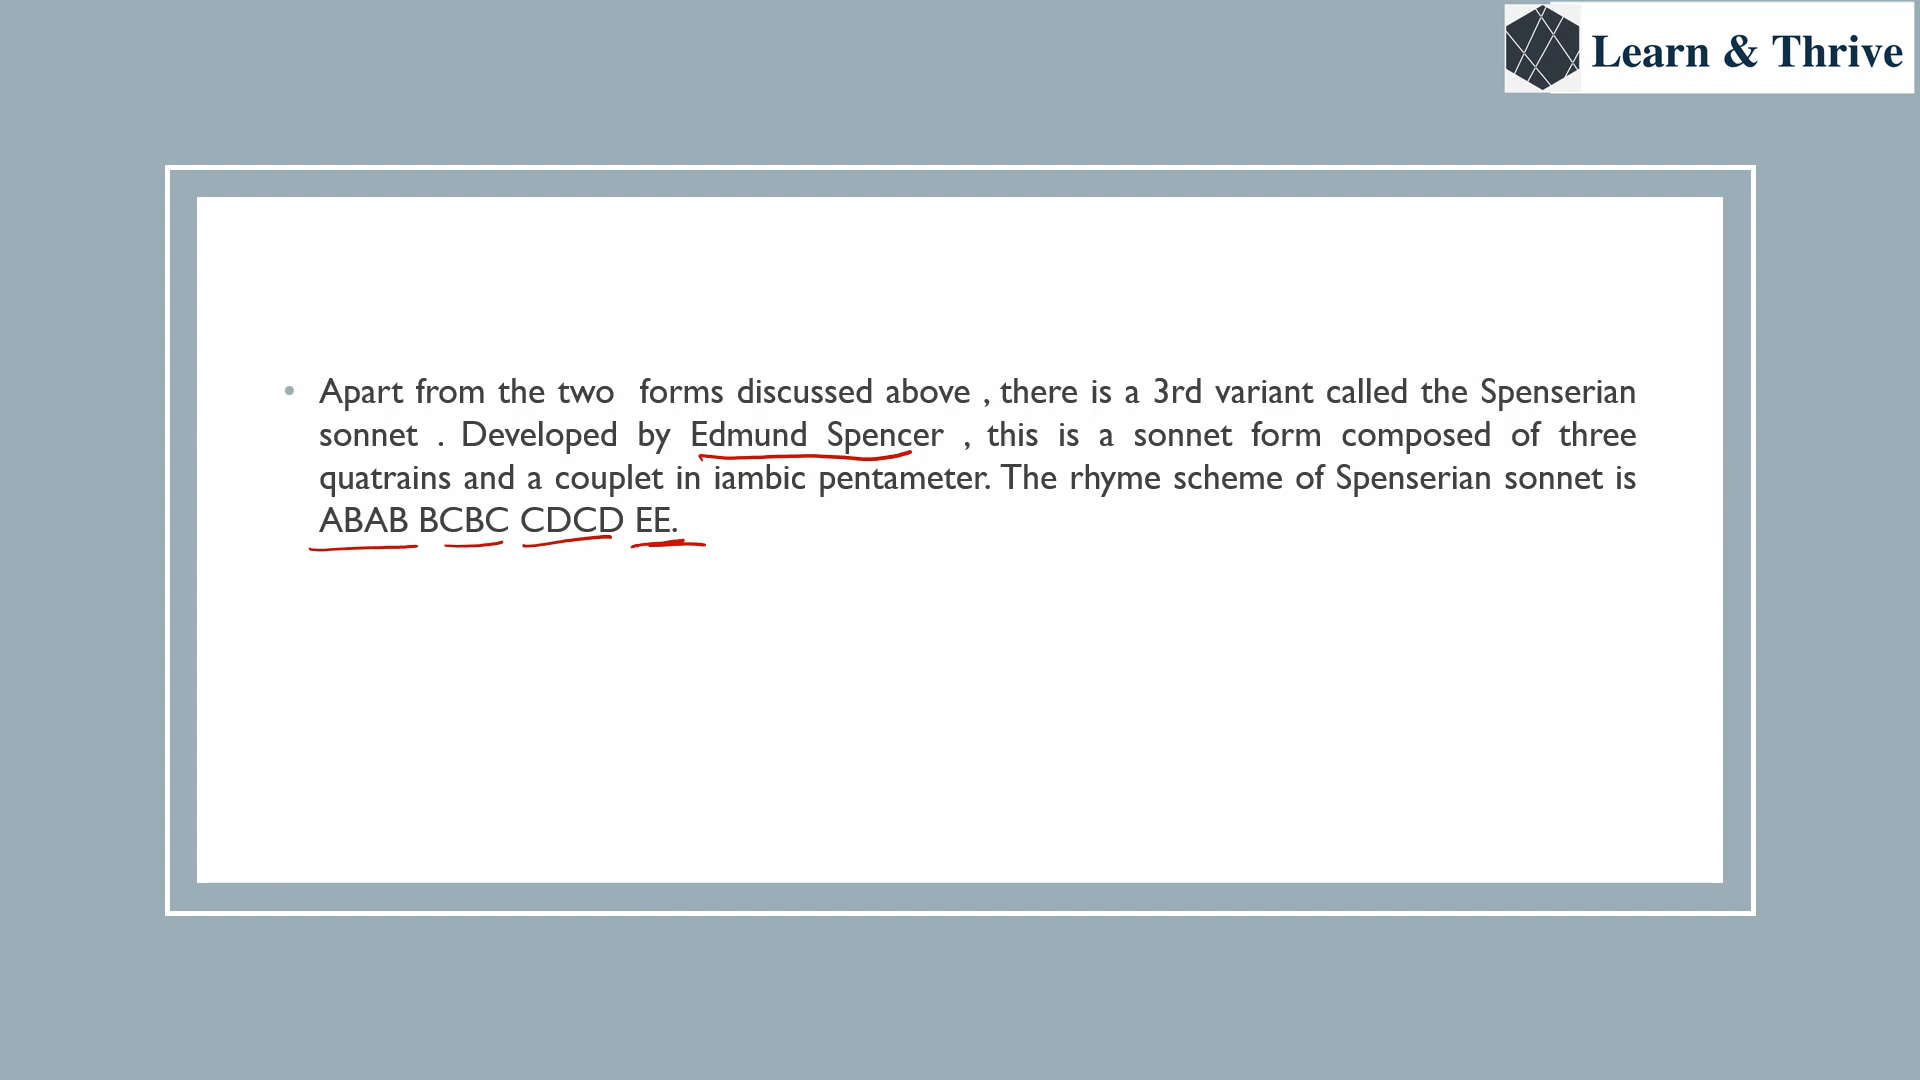 Learn & Thrive
• Apart from the two forms discussed above , there is a 3rd variant called the Spenserian
sonnet . Developed by Edmund Spencer , this is a sonnet form composed of three
quatrains and a couplet in iambic pentameter. The rhyme scheme of Spenserian sonnet is
ABAB BCBC CDCD EE.